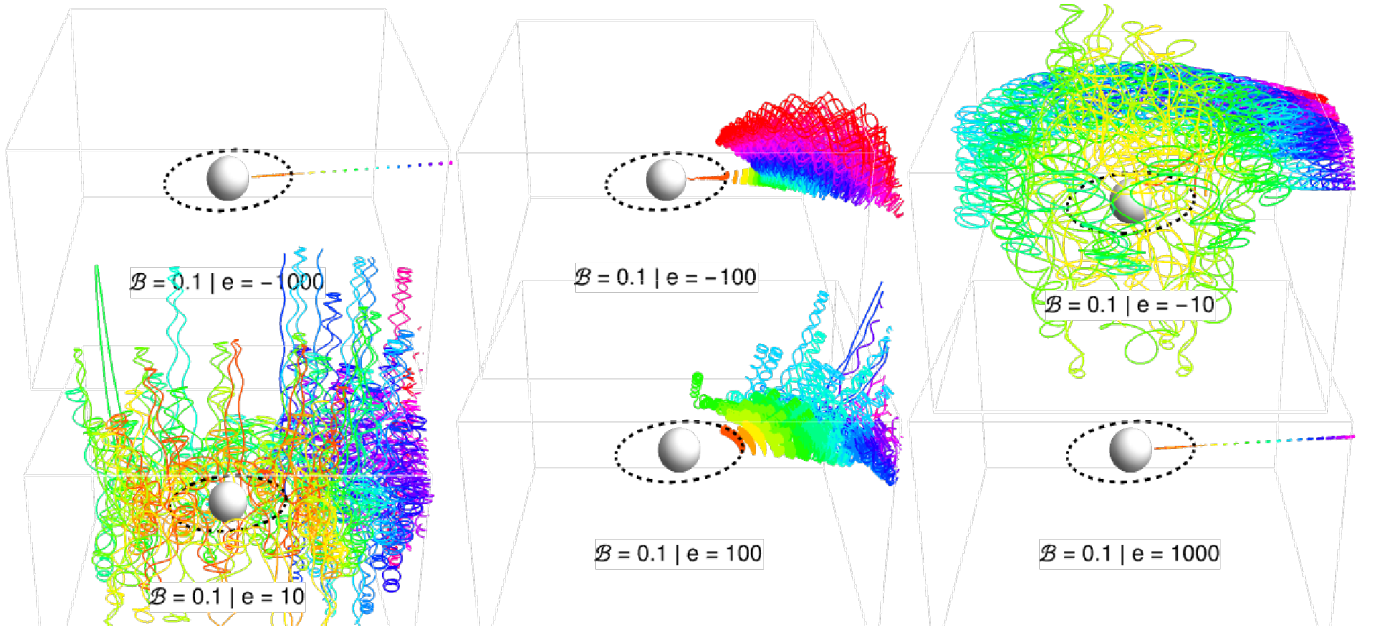 ℬ = 0.1 | e = −1000
ℬ = 0.1 | e = −100
ℬ = 0.1 | e = −10
ℬ = 0.1 | e = 10
ℬ = 0.1 | e = 100
ℬ = 0.1 | e = 1000